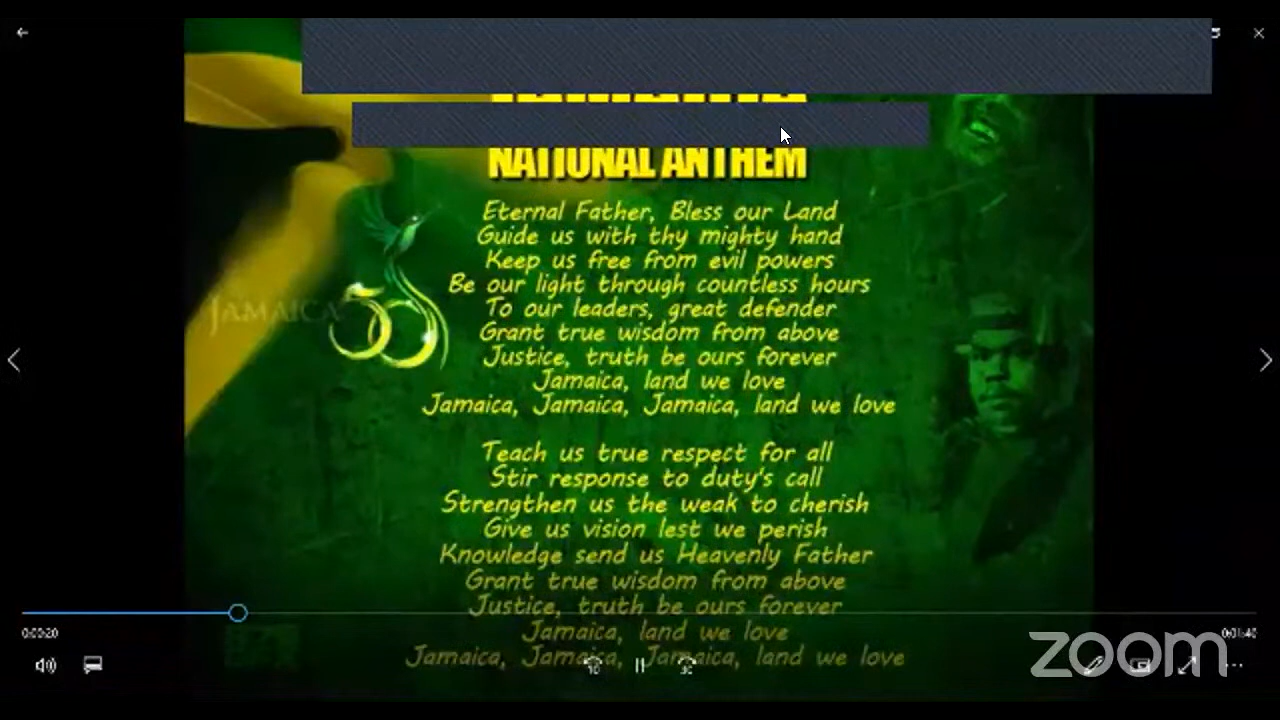 NATIONAL ANTHEM
Eternal Father, Bless our Land
Guide us with thy mighty hand
Keep us free from evil powers
Be our light through countless hours
To our leaders, great defender
Grant true wisdom from above
Justice, truth be ours forever
Jamaica, land we love
Jamaica, Jamaica, Jamaica, land we love
JAMAICA 50
Teach us true respect for all
Stir response to duty's call
Strengthen us the weak to cherish
Give us vision lest we perish
Knowledge send us Heavenly Father
Grant true wisdom from above
Justice, truth be ours forever
Jamaica, land we love
Jamaica, Jamaica, Jamaica, land we love
0:00:20
0:01:40
10
30
zoom